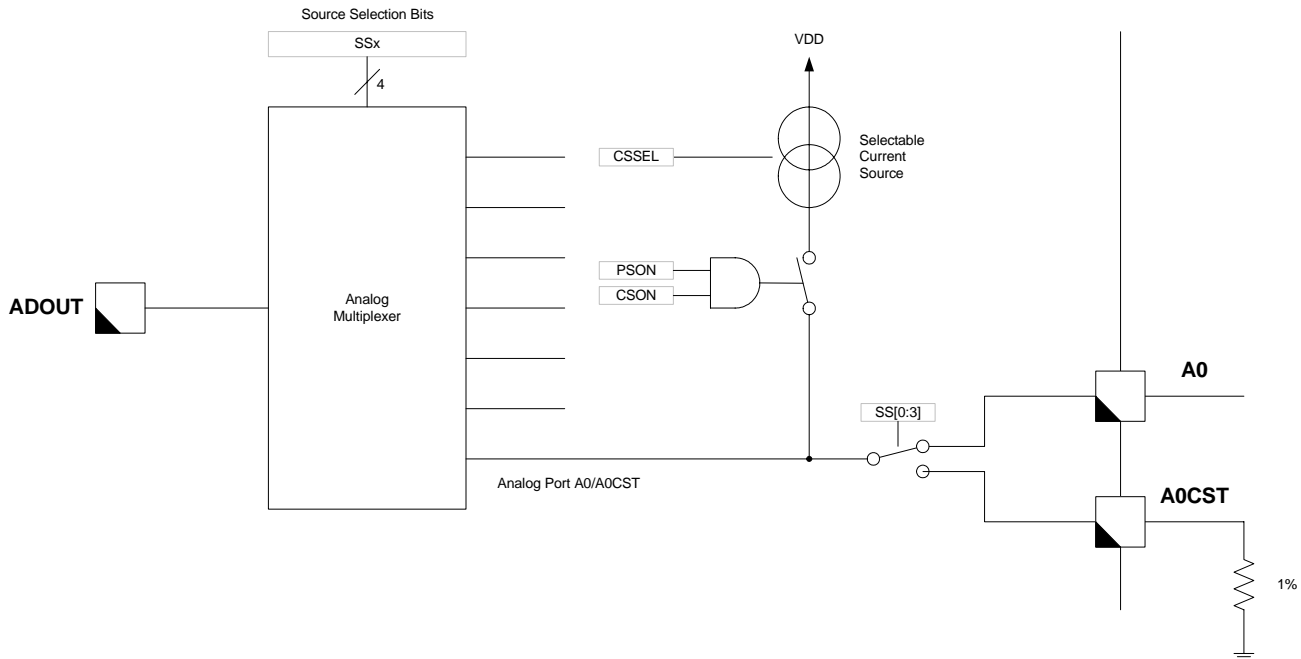 Source Selection Bits
SSx
4
VDD
Selectable
Current
Source
CSSEL
PSON
CSON
ADOUT
Analog
Multiplexer
A0
SS[0:3]
Analog Port A0/A0CST
A0CST
1%